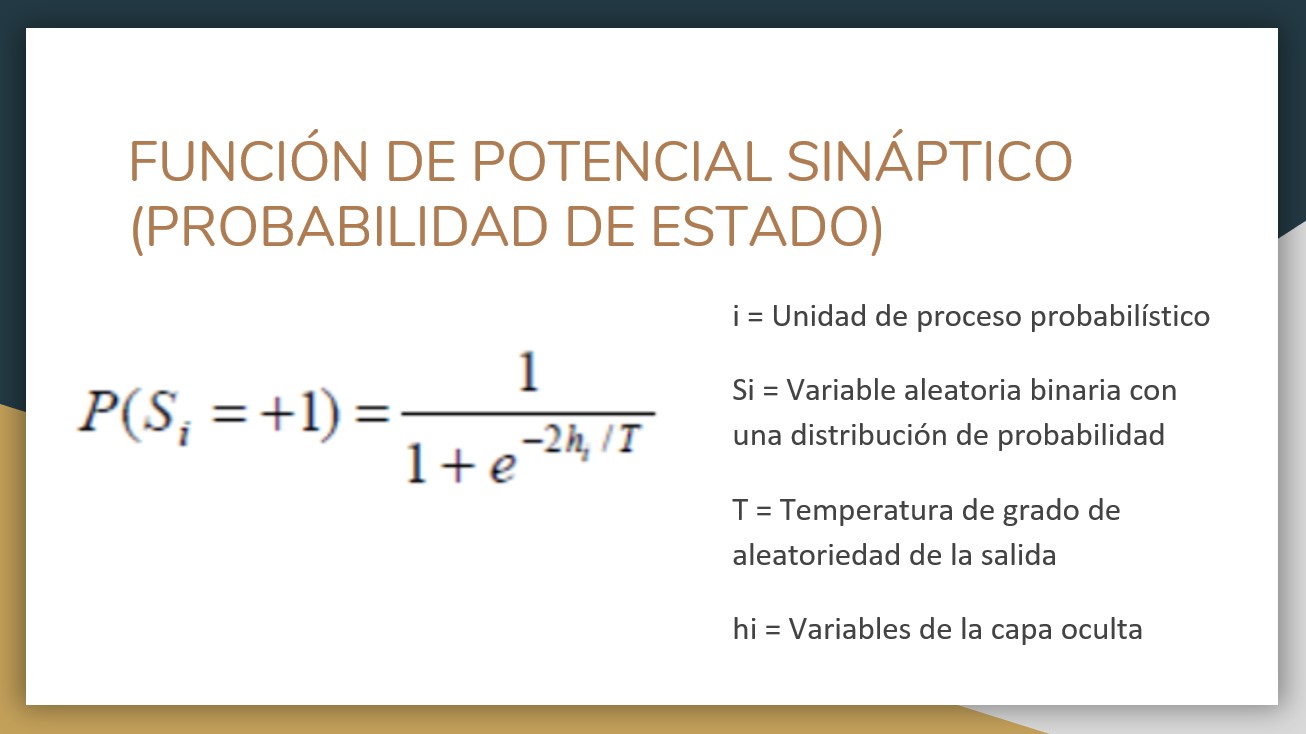 FUNCIÓN DE POTENCIAL SINÁPTICO
(PROBABILIDAD DE ESTADO)
P(S_i = +1) = 1 / (1 + e^{-2h_i / T})
i = Unidad de proceso probabilístico
Si = Variable aleatoria binaria con
una distribución de probabilidad
T = Temperatura de grado de
aleatoriedad de la salida
hi = Variables de la capa oculta